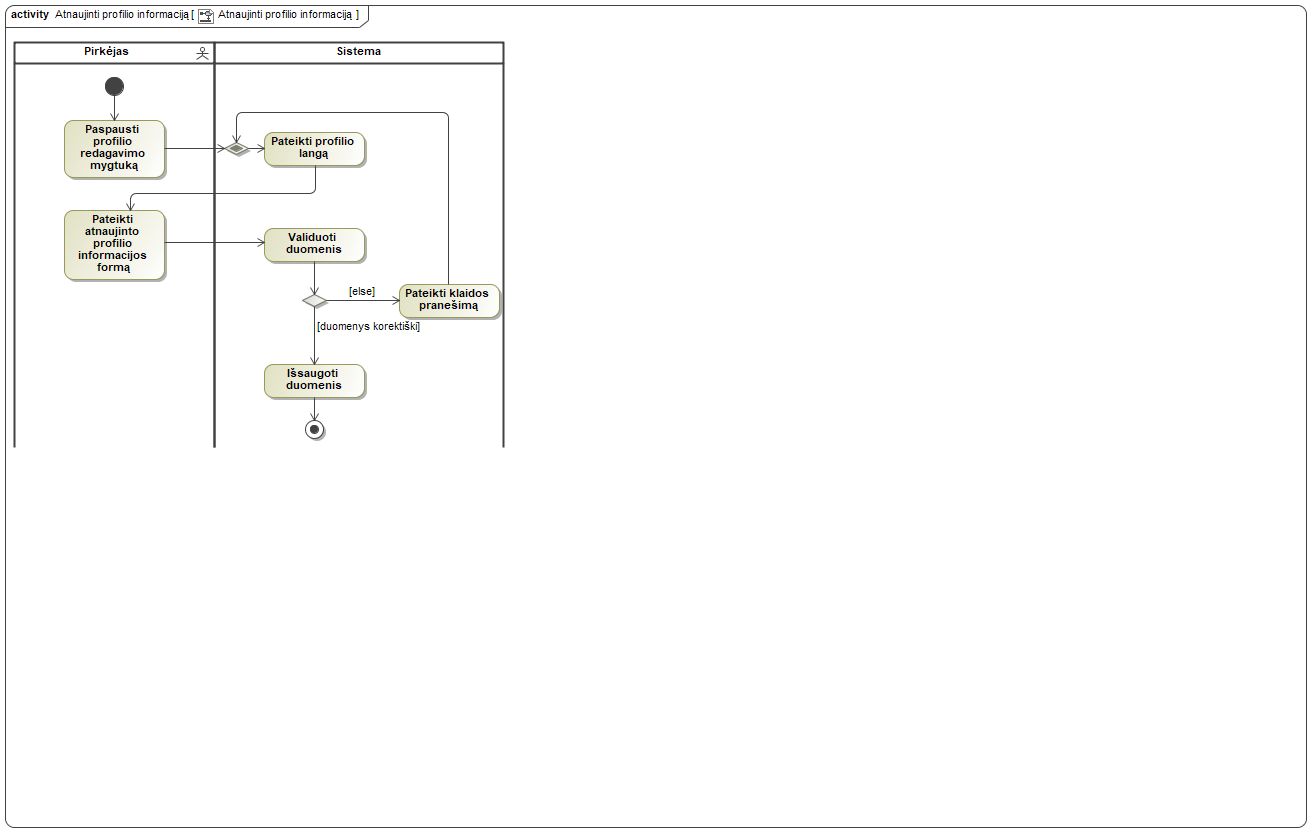 activity Atnaujinti profilio informaciją [ Atnaujinti profilio informaciją ]
Pirkėjas
Sistema
Paspausti
profilio
redagavimo
mygtuką
Pateikti profilio
langą
Pateikti
atnaujinto
profilio
informacijos
formą
Validuoti
duomenis
[else]
Pateikti klaidos
pranešimą
[duomenys korektiški]
Išsaugoti
duomenis